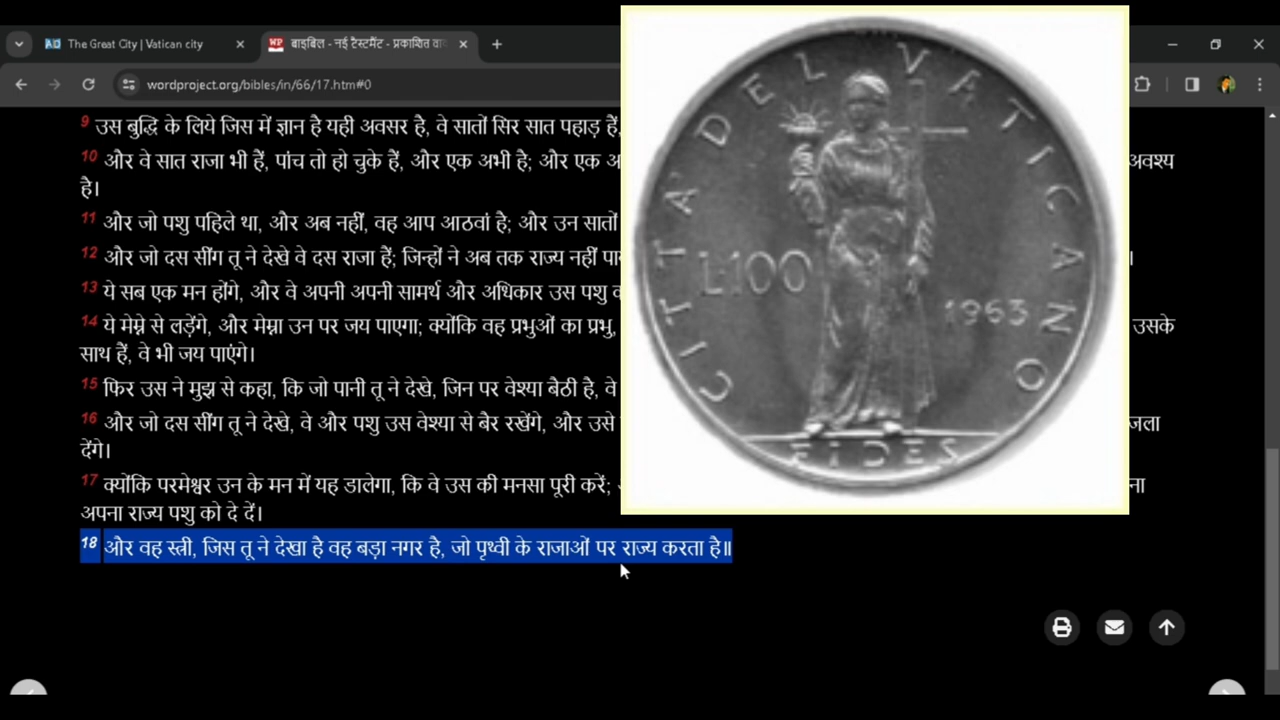 The Great City | Vatican city
बाइबिल - नई टैस्टमैंट - प्रकाशित
wordproject.org/bibles/in/66/17.htm#0
9 उस बुद्धि के लिये जिस में ज्ञान है यही अवसर है, वे सातों सिर सात पहाड़ हैं,
10 और वे सात राजा भी हैं, पांच तो हो चुके हैं, और एक अभी है; और एक अवश्य
है।
11 और जो पशु पहिले था, और अब नहीं, वह आप आठवां है; और उन सातों
12 और जो दस सींग तू ने देखे वे दस राजा हैं; जिन्हों ने अब तक राज्य नहीं
13 ये सब एक मन होंगे, और वे अपनी अपनी सामर्थ और अधिकार उस पशु
14 ये मेम्ने से लड़ेंगे, और मेम्ना उन पर जय पाएगा; क्योंकि वह प्रभुओं का प्रभु, उसके
साथ हैं, वे भी जय पाएंगे।
15 फिर उस ने मुझ से कहा, कि जो पानी तू ने देखे, जिन पर वेश्या बैठी है, वे
16 और जो दस सींग तू ने देखे, वे और पशु उस वेश्या से बैर रखेंगे, और उसे जला
देंगे।
17 क्योंकि परमेश्वर उन के मन में यह डालेगा, कि वे उस की मनसा पूरी करें;
अपना राज्य पशु को दे दें।
18 और वह स्त्री, जिस तू ने देखा है वह बड़ा नगर है, जो पृथ्वी के राजाओं पर राज्य करता है॥
CITTA DEL VATICANO
L.100
1963
FIDES